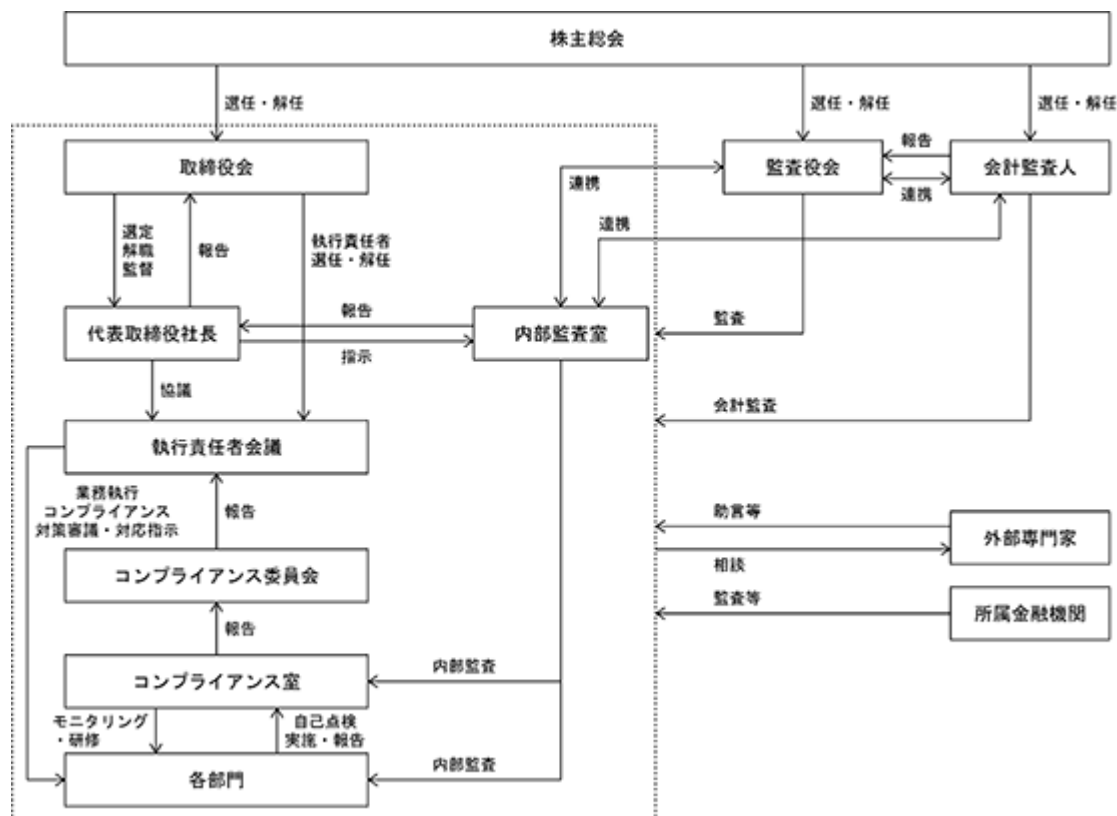 株主総会
選任・解任
選任・解任
選任・解任
取締役会
監査役会
報告
連携
会計監査人
連携
連携
選定
解職
監督
報告
執行責任者
選任・解任
代表取締役社長
報告
指示
内部監査室
監査
協議
会計監査
執行責任者会議
業務執行
コンプライアンス
対策審議・対応指示
報告
助言等
相談
外部専門家
コンプライアンス委員会
監査等
所属金融機関
報告
コンプライアンス室
内部監査
モニタリング
・研修
自己点検
実施・報告
各部門
内部監査